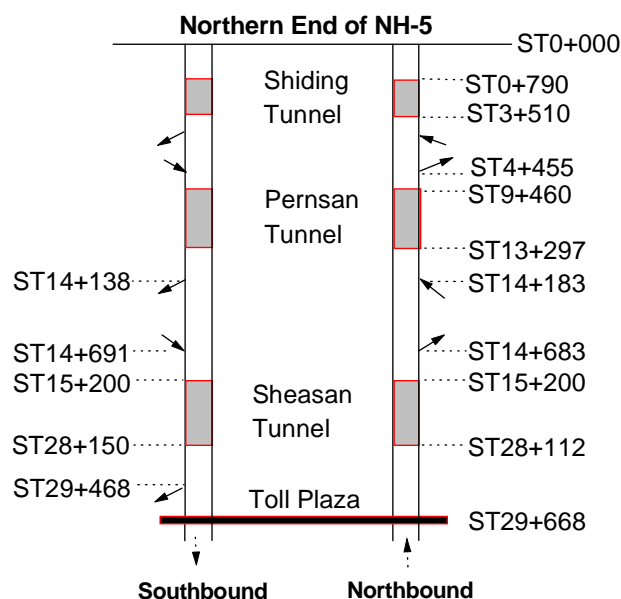 Northern End of NH-5
ST0+000
Shiding
Tunnel
ST0+790
ST3+510
ST4+455
Pernsan
Tunnel
ST9+460
ST13+297
ST14+138
ST14+183
ST14+691
ST14+683
ST15+200
Sheasan
Tunnel
ST15+200
ST28+150
ST28+112
ST29+468
Toll Plaza
ST29+668
Southbound
Northbound